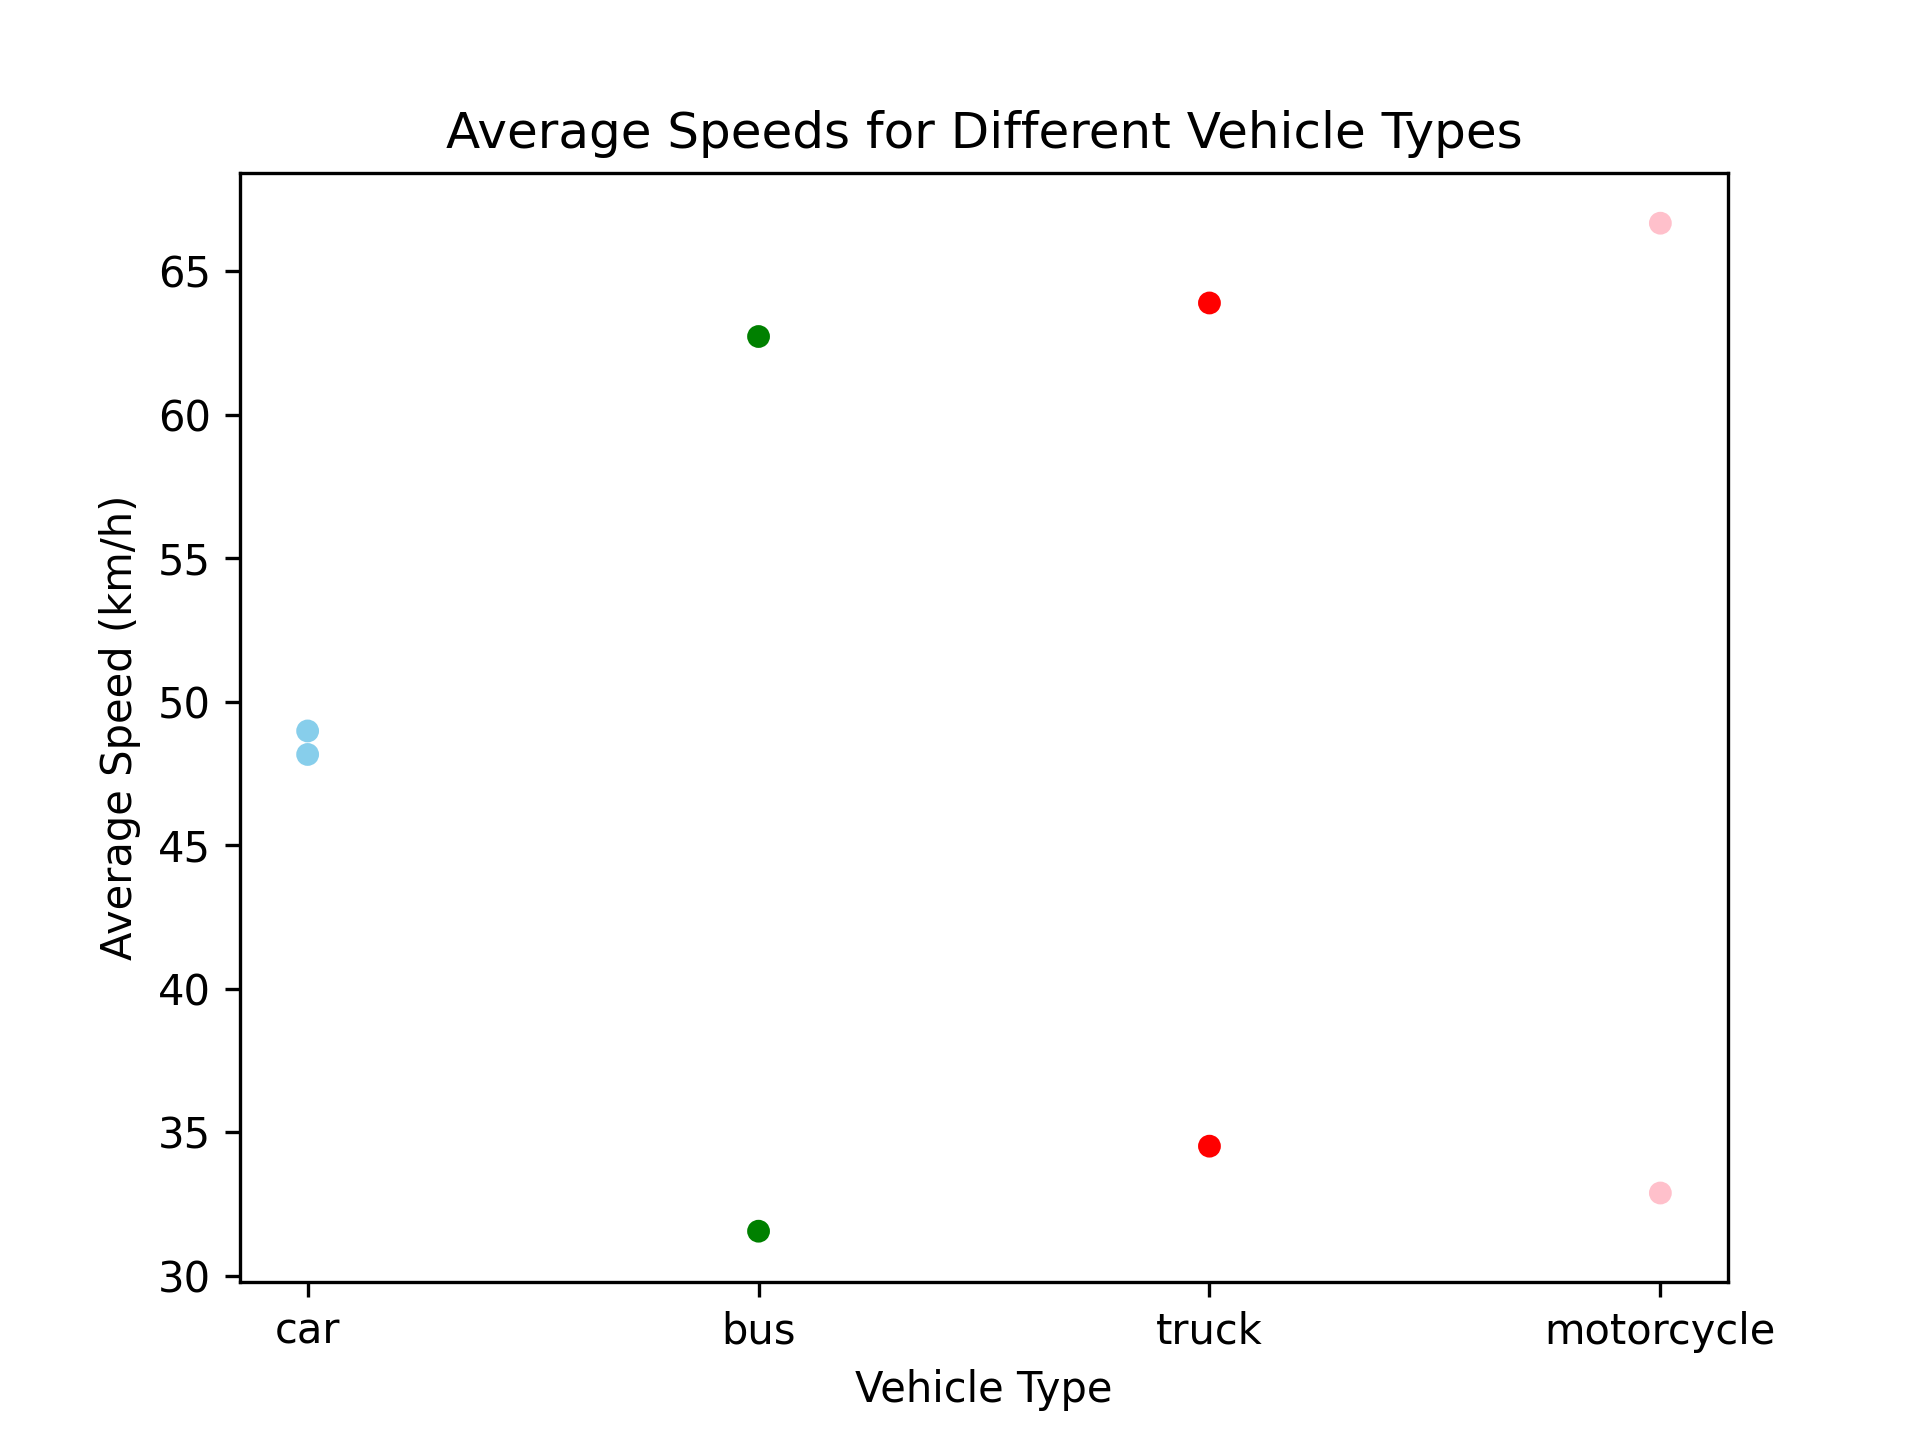 Average Speeds for Different Vehicle Types
Average Speed (km/h)
65
60
55
50
45
40
35
30
car bus truck motorcycle
Vehicle Type